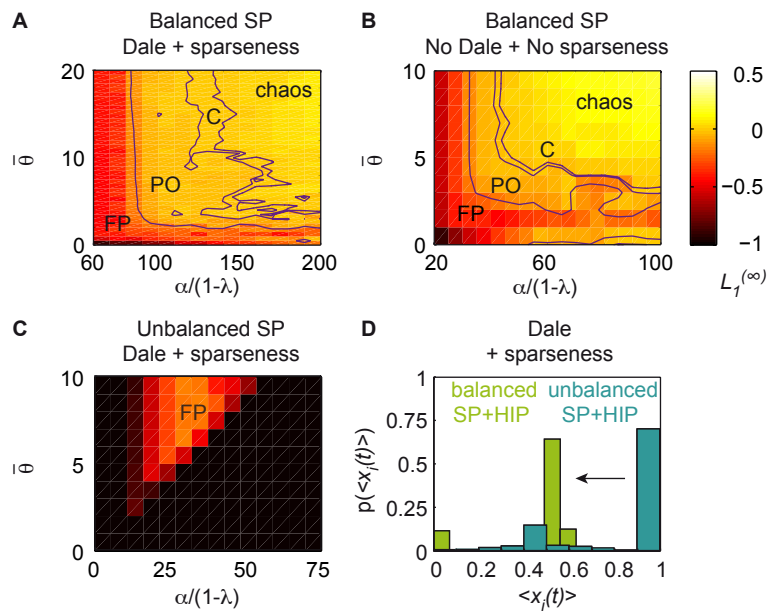 A
Balanced SP
Dale + sparseness
20
10
0
θ̄
chaos
C
PO
FP
60
100
150
200
α/(1-λ)
B
Balanced SP
No Dale + No sparseness
10
5
0
θ̄
chaos
C
PO
FP
20
60
100
α/(1-λ)
0.5
0
−0.5
−1
L₁⁽∞⁾
C
Unbalanced SP
Dale + sparseness
10
5
0
θ̄
FP
0
25
50
75
α/(1-λ)
D
Dale
+ sparseness
1
0.75
0.5
0.25
0
p(<xᵢ(t)>)
balanced
SP+HIP
unbalanced
SP+HIP
0
0.2
0.4
0.6
0.8
1
<xᵢ(t)>